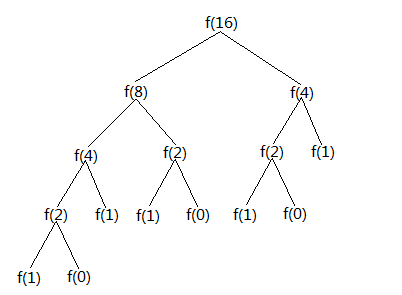 f(16)
f(8) f(4)
f(4) f(2) f(2) f(1)
f(2) f(1) f(1) f(0) f(1) f(0)
f(1) f(0)